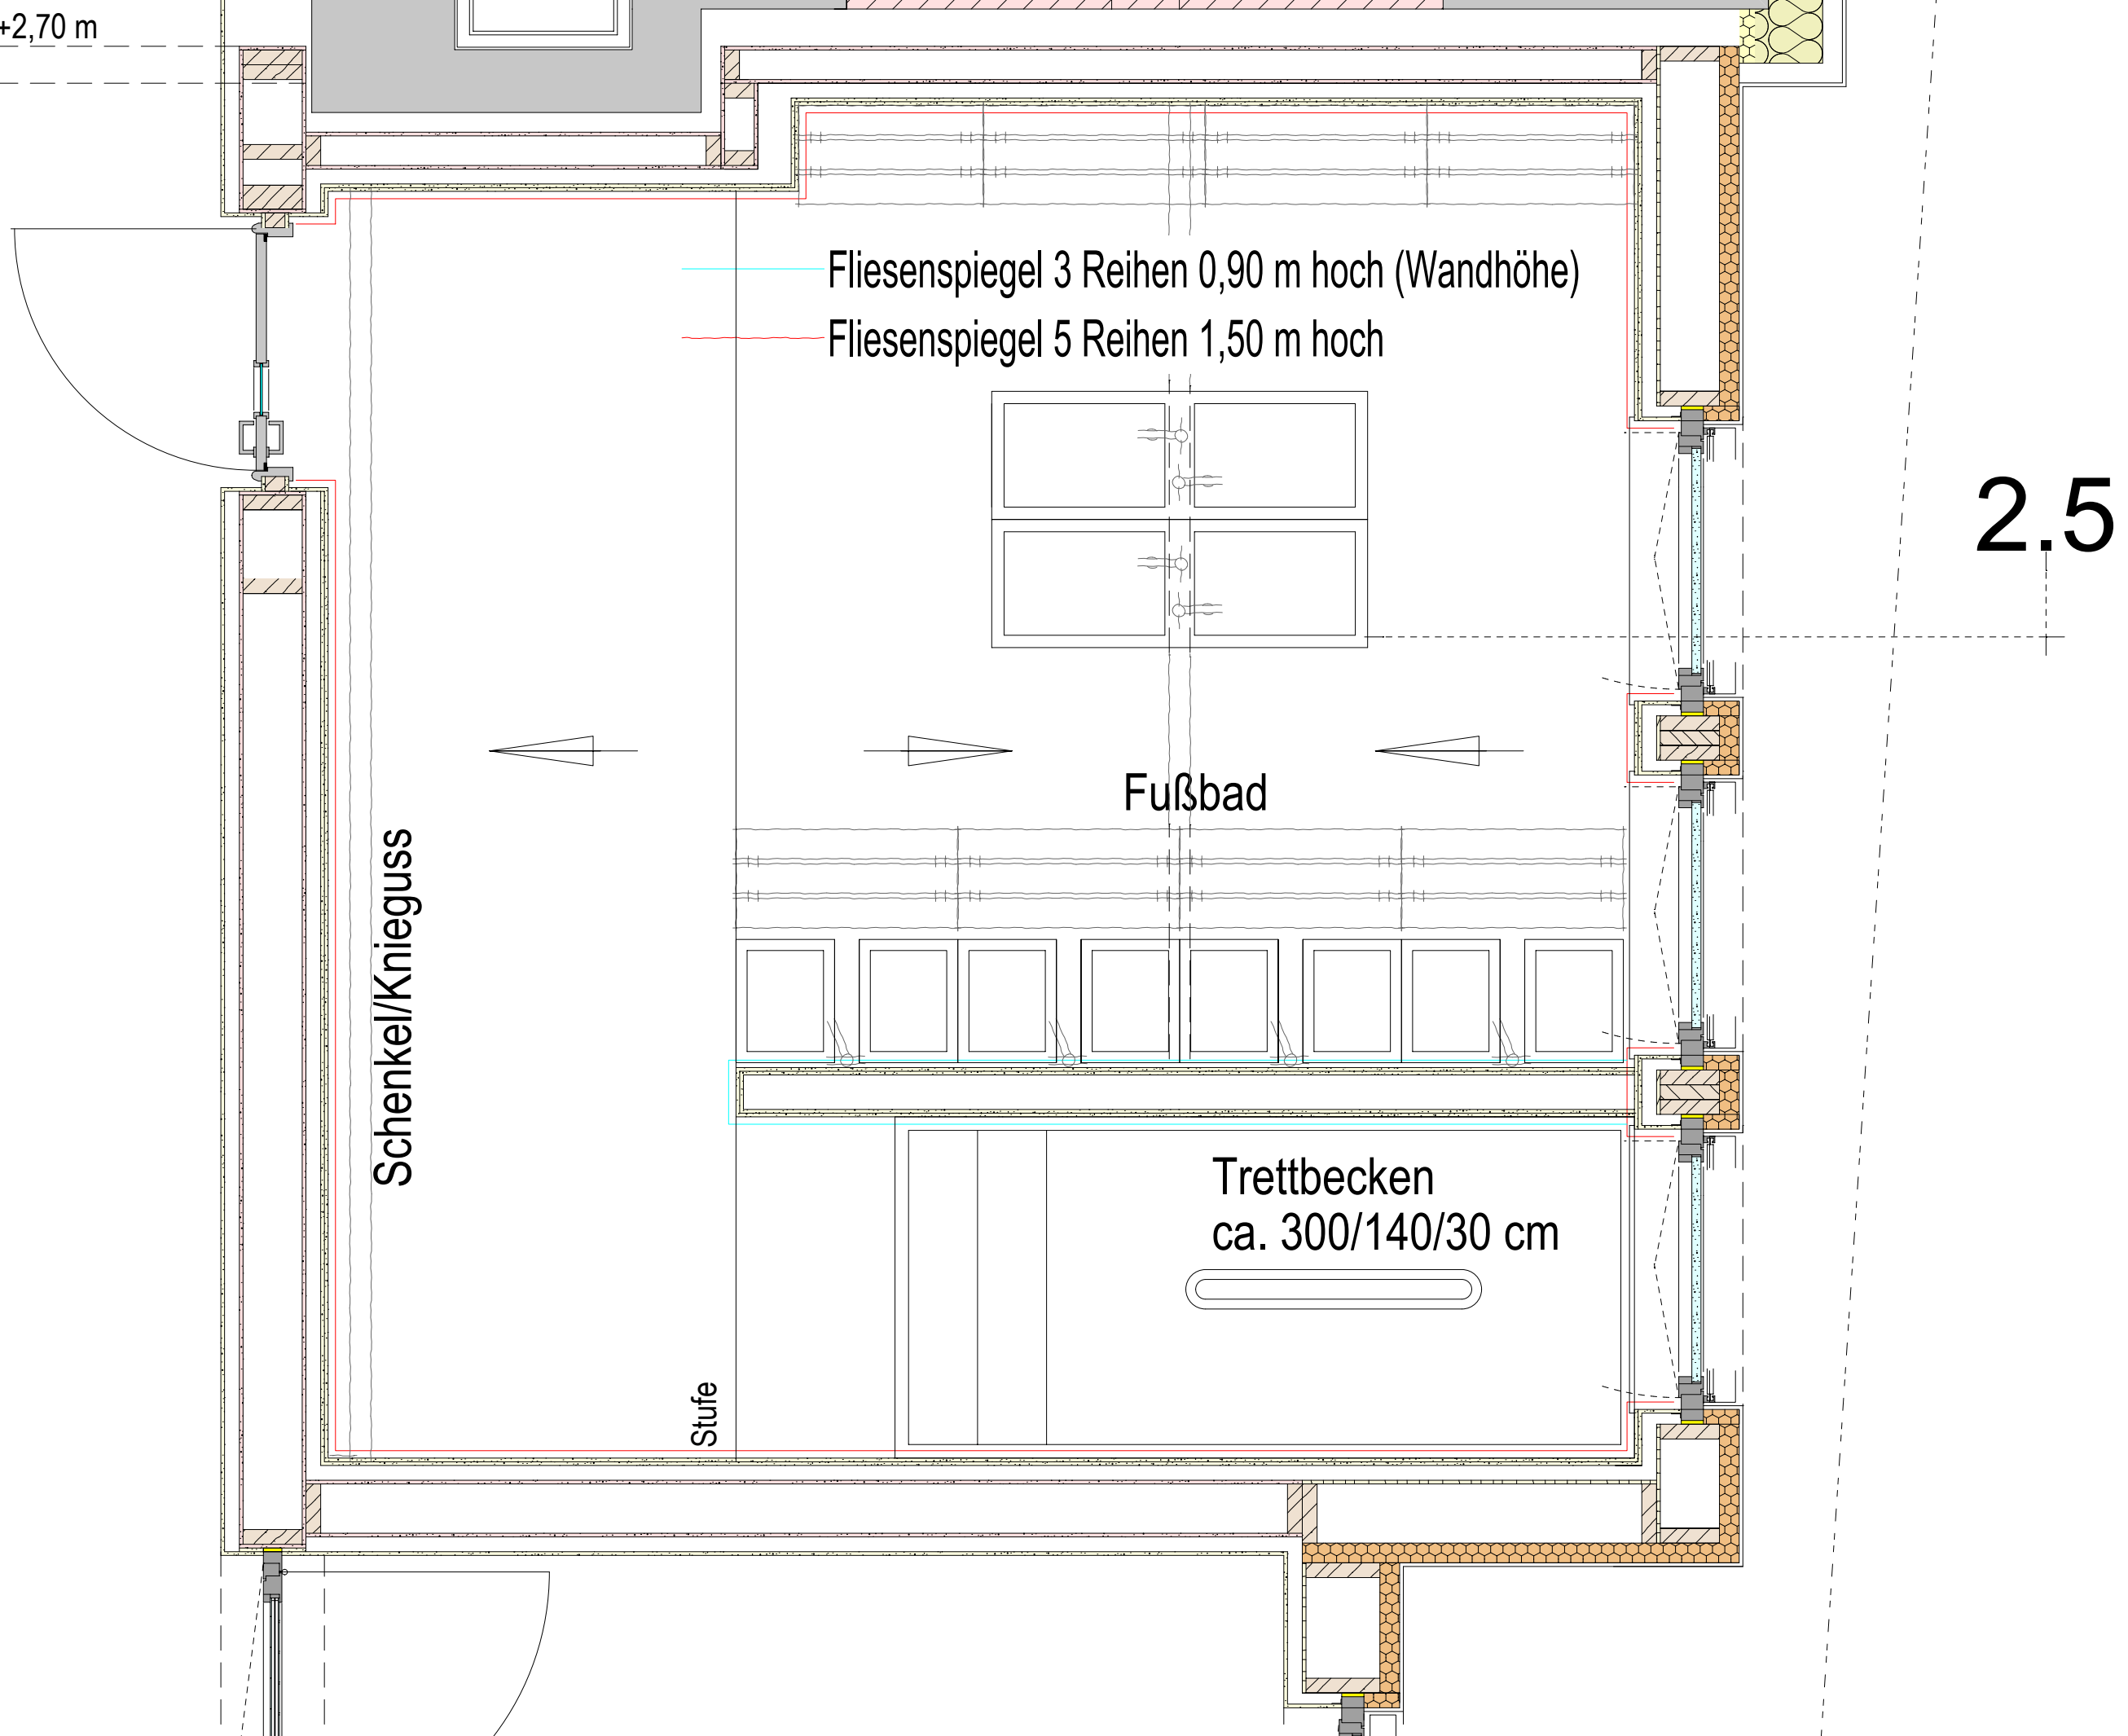 +2,70 m
Fliesenspiegel 3 Reihen 0,90 m hoch (Wandhöhe)
Fliesenspiegel 5 Reihen 1,50 m hoch
2.5
Fußbad
Schenkel/Knieguss
Trettbecken
ca. 300/140/30 cm
Stufe